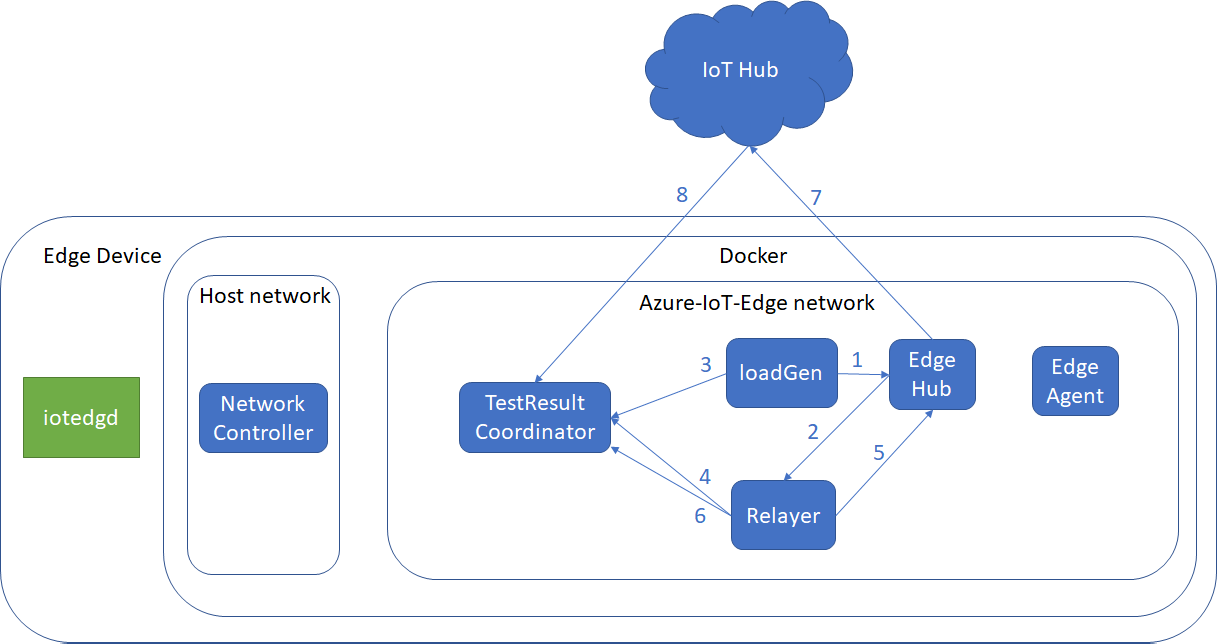 IoT Hub
8
7
Edge Device
Docker
Host network
Azure-IoT-Edge network
iotedgd
Network
Controller
TestResult
Coordinator
3
loadGen
1
Edge
Hub
Edge
Agent
2
5
4
6
Relayer